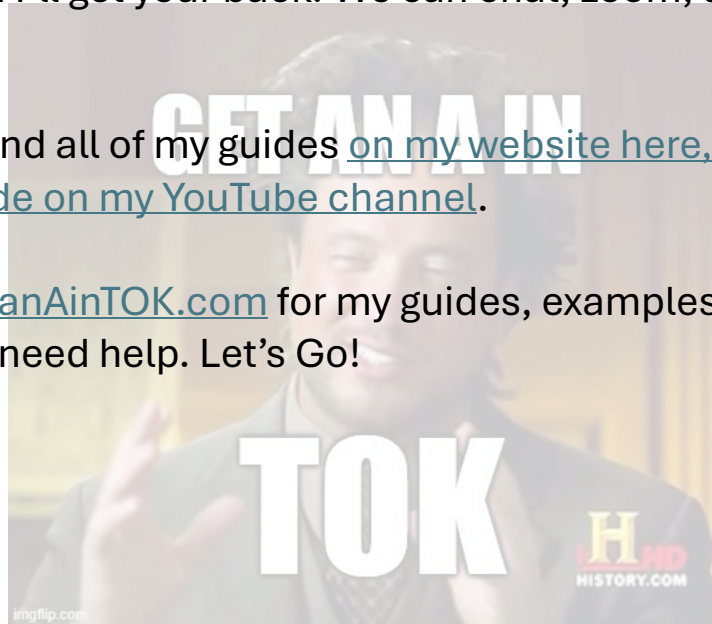 get your back. We can chat, zoom,
GET AN A IN
nd all of my guides on my website here,
de on my YouTube channel.
anAinTOK.com for my guides, examples
need help. Let’s Go!
TOK
H HD
HISTORY.COM
imgflip.com